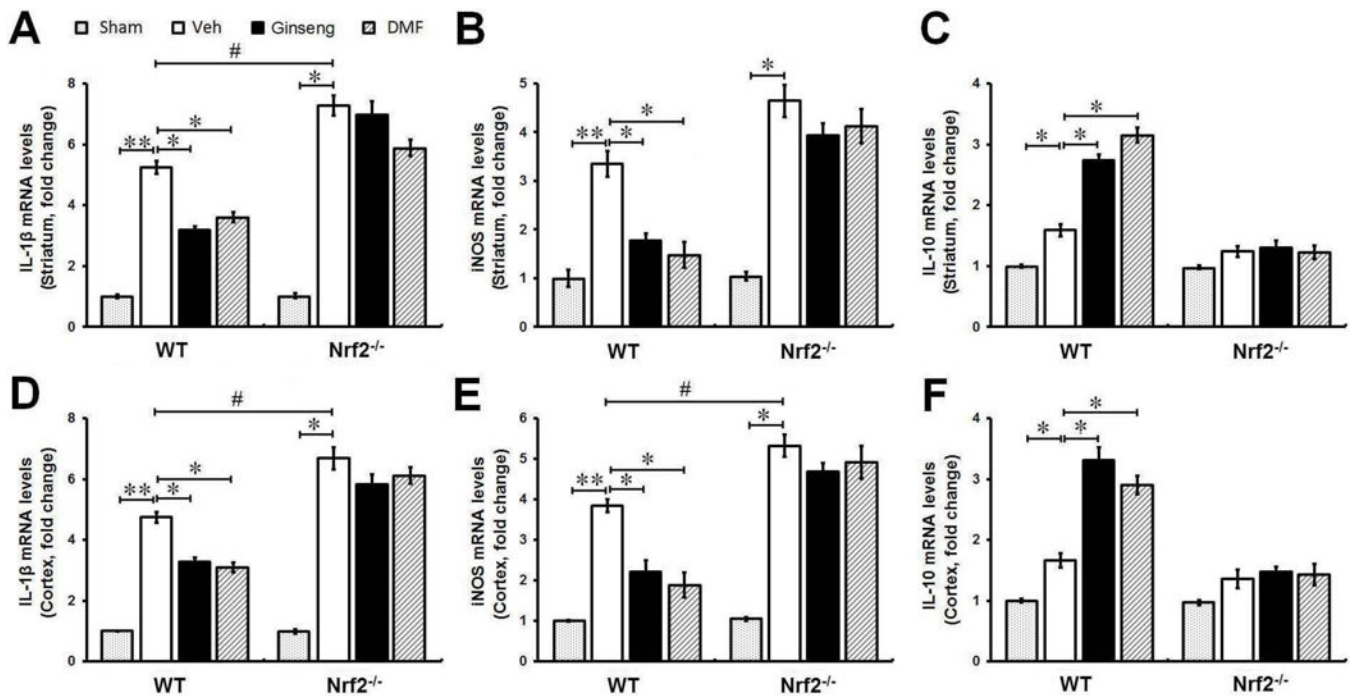 A
Sham Veh Ginseng DMF
#
*
*
** *
IL-1β mRNA levels
(Striatum, fold change)
8
6
4
2
0
WT Nrf2-/-
B
*
*
** *
iNOS mRNA levels
(Striatum, fold change)
5
4
3
2
1
0
WT Nrf2-/-
C
*
* *
IL-10 mRNA levels
(Striatum, fold change)
4
3
2
1
0
WT Nrf2-/-
D
#
*
*
** *
IL-1β mRNA levels
(Cortex, fold change)
8
6
4
2
0
WT Nrf2-/-
E
#
*
*
** *
iNOS mRNA levels
(Cortex, fold change)
6
5
4
3
2
1
0
WT Nrf2-/-
F
*
* *
IL-10 mRNA levels
(Cortex, fold change)
4
3
2
1
0
WT Nrf2-/-